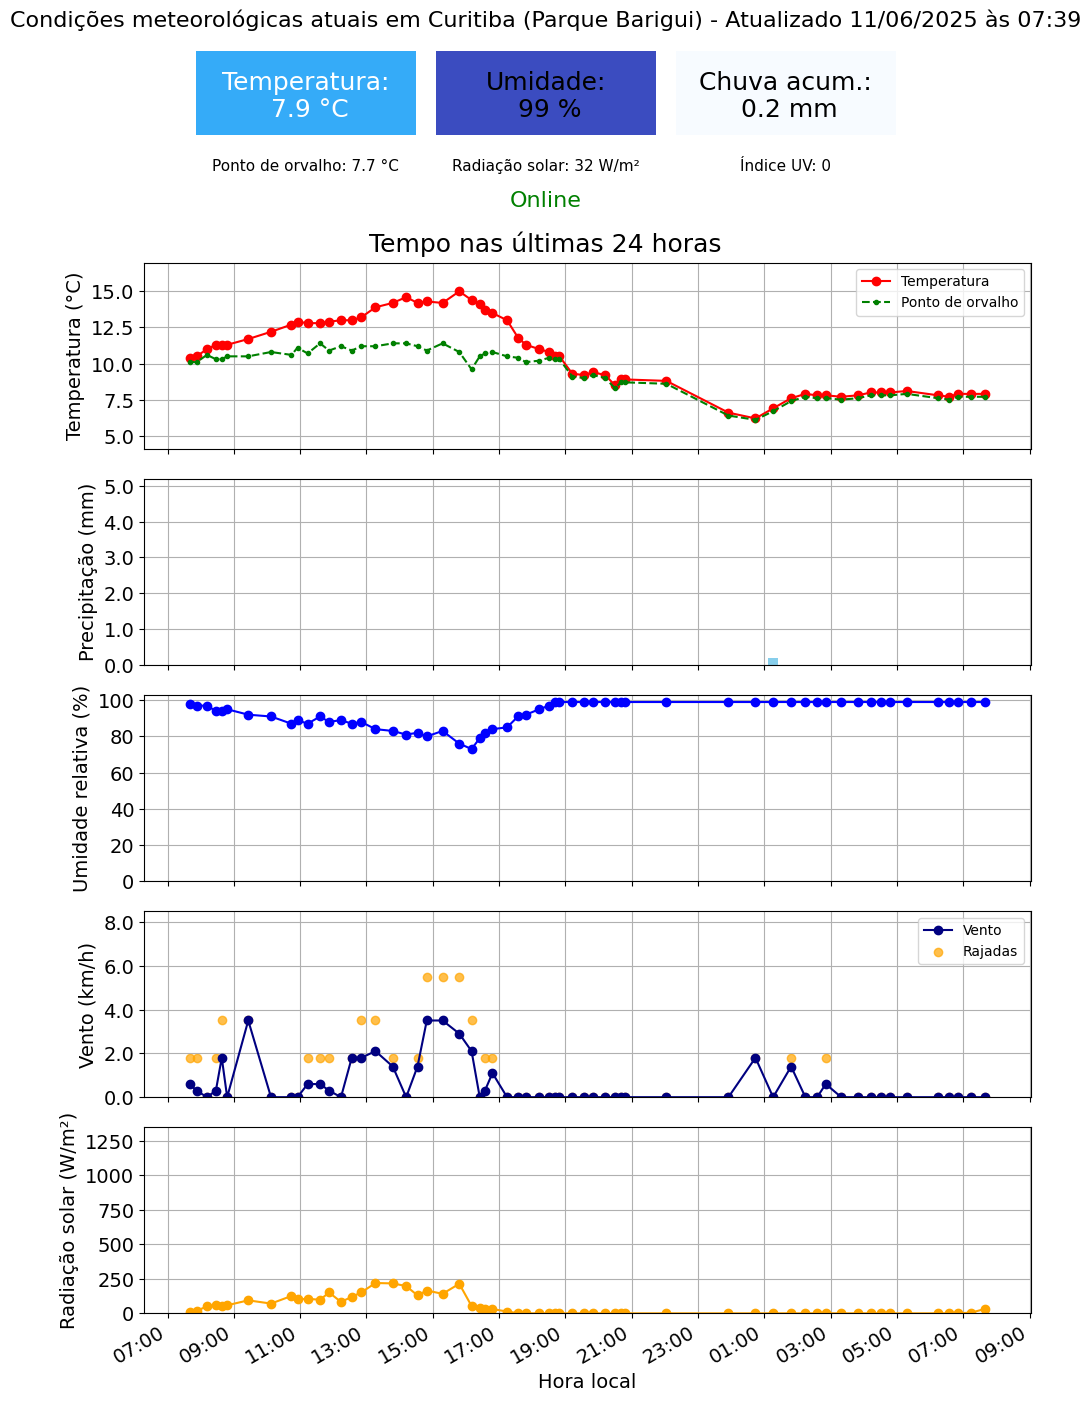 Condições meteorológicas atuais em Curitiba (Parque Barigui) - Atualizado 11/06/2025 às 07:39
Temperatura:
7.9 °C
Umidade:
99 %
Chuva acum.:
0.2 mm
Ponto de orvalho: 7.7 °C
Radiação solar: 32 W/m²
Índice UV: 0
Online
Tempo nas últimas 24 horas
Temperatura (°C)
15.0
12.5
10.0
7.5
5.0
Temperatura
Ponto de orvalho
Precipitação (mm)
5.0
4.0
3.0
2.0
1.0
0.0
Umidade relativa (%)
100
80
60
40
20
0
Vento (km/h)
8.0
6.0
4.0
2.0
0.0
Vento
Rajadas
Radiação solar (W/m²)
1250
1000
750
500
250
0
07:00
09:00
11:00
13:00
15:00
17:00
19:00
21:00
23:00
01:00
03:00
05:00
07:00
09:00
Hora local